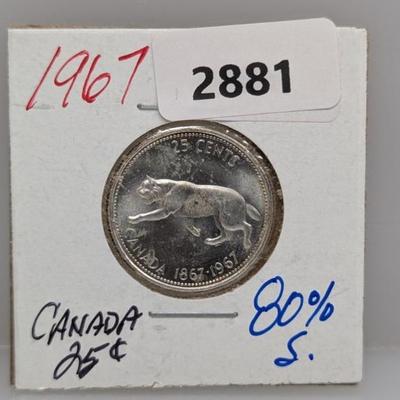 1967
2881
25 CENTS
CANADA 1867-1967
CANADA
25¢
80%
S.